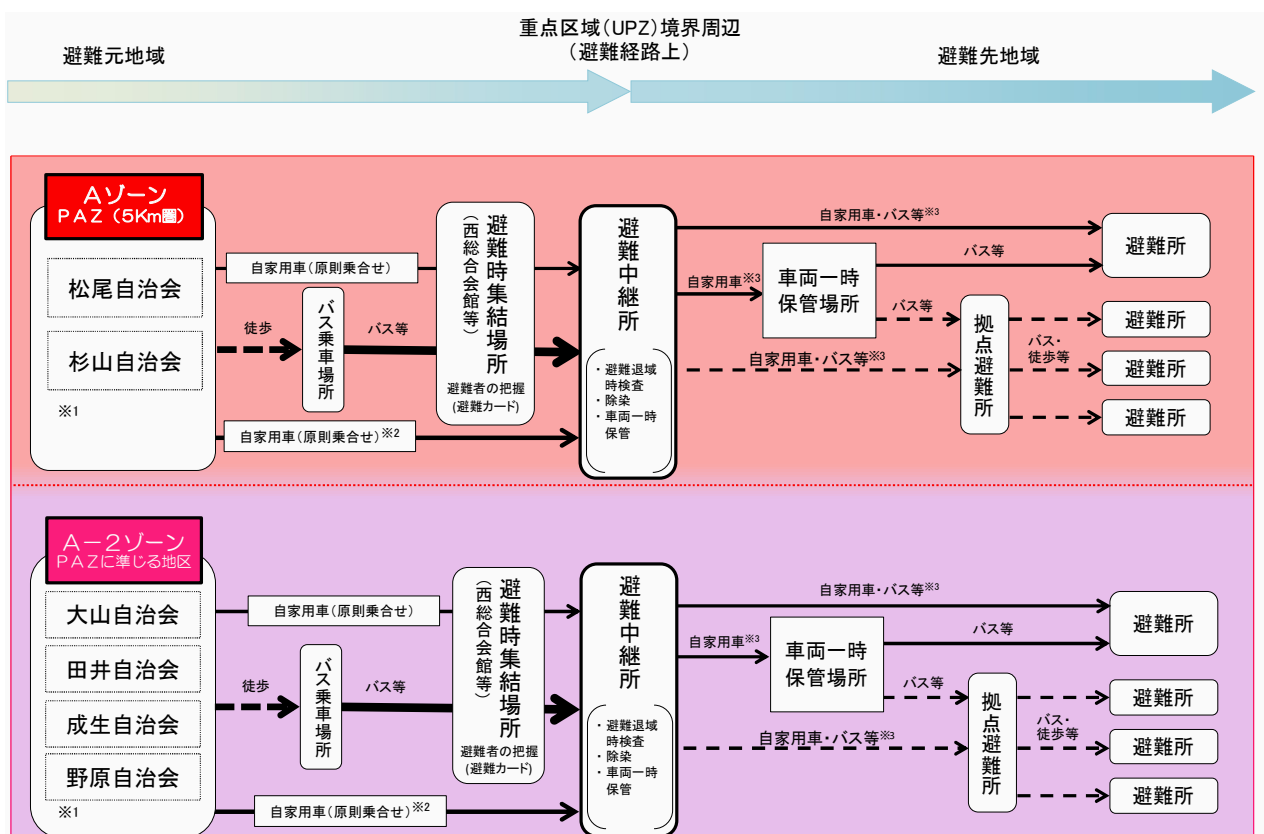 避難元地域
重点区域(UPZ)境界周辺
(避難経路上)
避難先地域
Aゾーン
PAZ(5Km圏)
松尾自治会
杉山自治会
※1
自家用車(原則乗合せ)
徒歩
バス乗車場所
バス等
自家用車(原則乗合せ)※2
避難時集結場所
(西総合会館等)
避難者の把握
(避難カード)
避難中継所
・避難退域
時検査
・除染
・車両一時
保管
自家用車・バス等※3
自家用車※3
車両一時
保管場所
バス等
バス等
自家用車・バス等※3
拠点避難所
バス・
徒歩等
避難所
避難所
避難所
避難所
A-2ゾーン
PAZに準じる地区
大山自治会
田井自治会
成生自治会
野原自治会
※1
自家用車(原則乗合せ)
徒歩
バス乗車場所
バス等
自家用車(原則乗合せ)※2
避難時集結場所
(西総合会館等)
避難者の把握
(避難カード)
避難中継所
・避難退域
時検査
・除染
・車両一時
保管
自家用車・バス等※3
自家用車※3
車両一時
保管場所
バス等
バス等
自家用車・バス等※3
拠点避難所
バス・
徒歩等
避難所
避難所
避難所
避難所